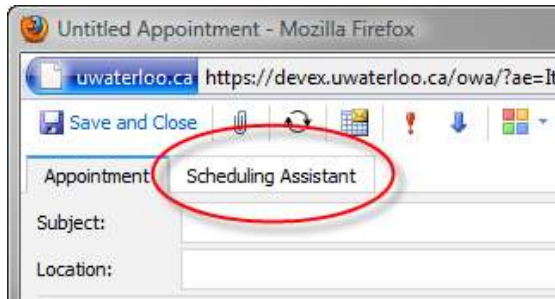 Untitled Appointment - Mozilla Firefox
uwaterloo.ca https://devex.uwaterloo.ca/owa/?ae=It
Save and Close
Appointment Scheduling Assistant
Subject:
Location: